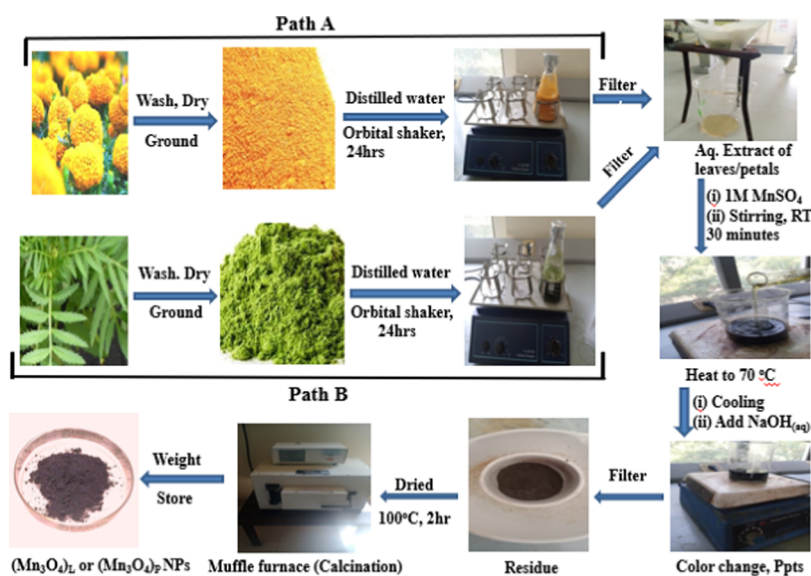 Path A
Wash, Dry
Ground
Distilled water
Orbital shaker,
24hrs
Filter
Filter
Aq. Extract of
leaves/petals
(i) 1M MnSO₄
(ii) Stirring, RT
30 minutes
Wash. Dry
Ground
Distilled water
Orbital shaker,
24hrs
Path B
Heat to 70 °C
(i) Cooling
(ii) Add NaOH(aq)
Weight
Store
Dried
100°C, 2hr
Filter
(Mn₃O₄)L or (Mn₃O₄)P NPs
Muffle furnace (Calcination)
Residue
Color change, Ppts